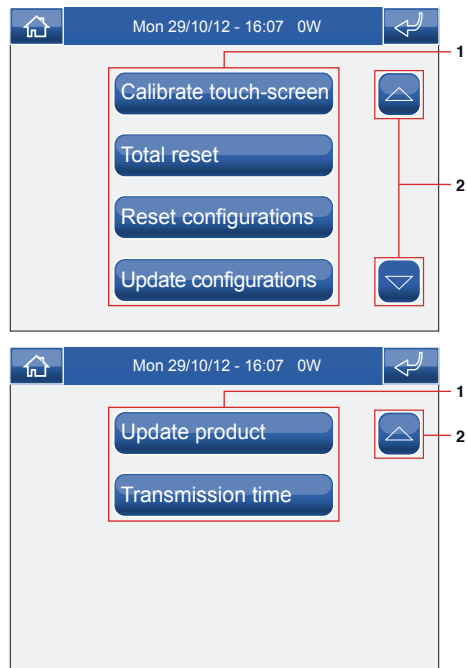 Mon 29/10/12 - 16:07 0W
1
Calibrate touch-screen
Total reset
2
Reset configurations
Update configurations
Mon 29/10/12 - 16:07 0W
1
Update product
2
Transmission time